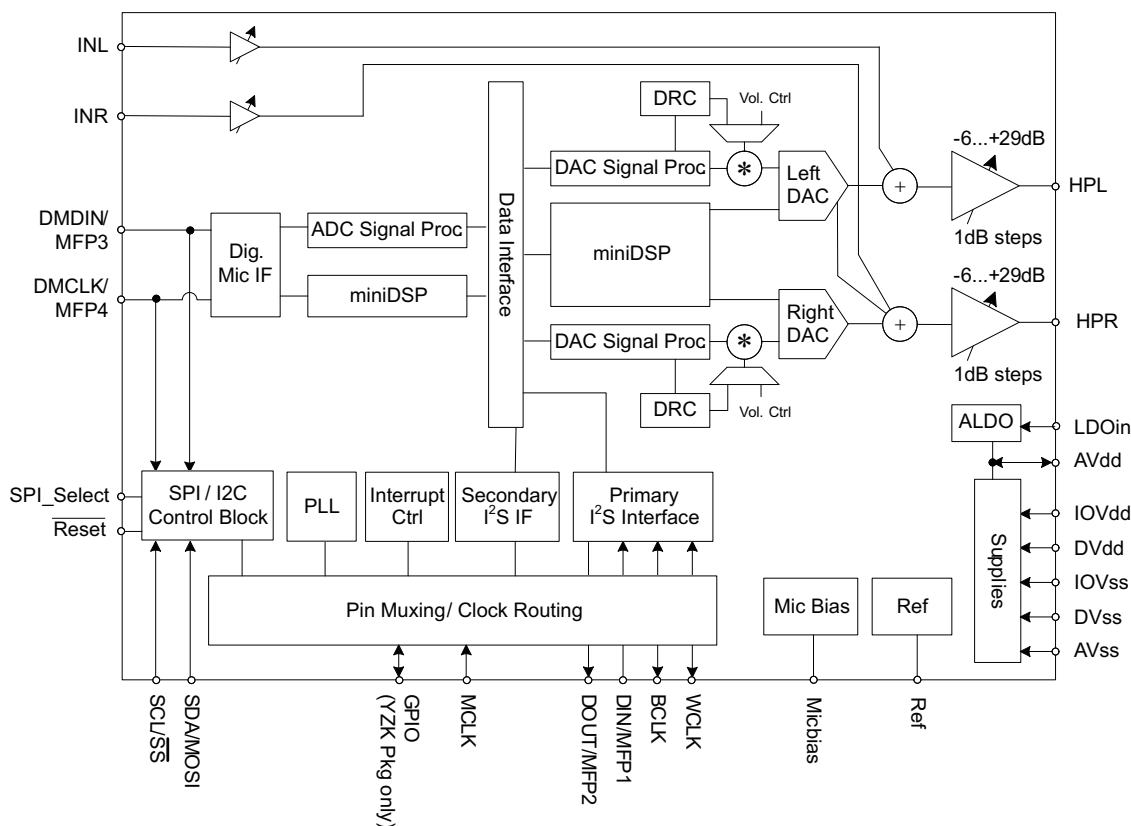 INL
INR
DRC
Vol. Ctrl
-6...+29dB
DAC Signal Proc.
*
Left
DAC
+
HPL
1dB steps
DMDIN/
MFP3
DMCLK/
MFP4
Dig.
Mic IF
ADC Signal Proc.
miniDSP
Data Interface
miniDSP
-6...+29dB
DAC Signal Proc.
*
Right
DAC
+
HPR
1dB steps
DRC
Vol. Ctrl
ALDO
LDOin
AVdd
SPI_Select
Reset
SPI / I2C
Control Block
PLL
Interrupt
Ctrl
Secondary
I²S IF
Primary
I²S Interface
Supplies
IOVdd
DVdd
IOVss
DVss
AVss
Pin Muxing/ Clock Routing
Mic Bias
Ref
SCL/SS
SDA/MOSI
GPIO
(YZK Pkg only)
MCLK
DOUT/MFP2
DIN/MFP1
BCLK
WCLK
Micbias
Ref